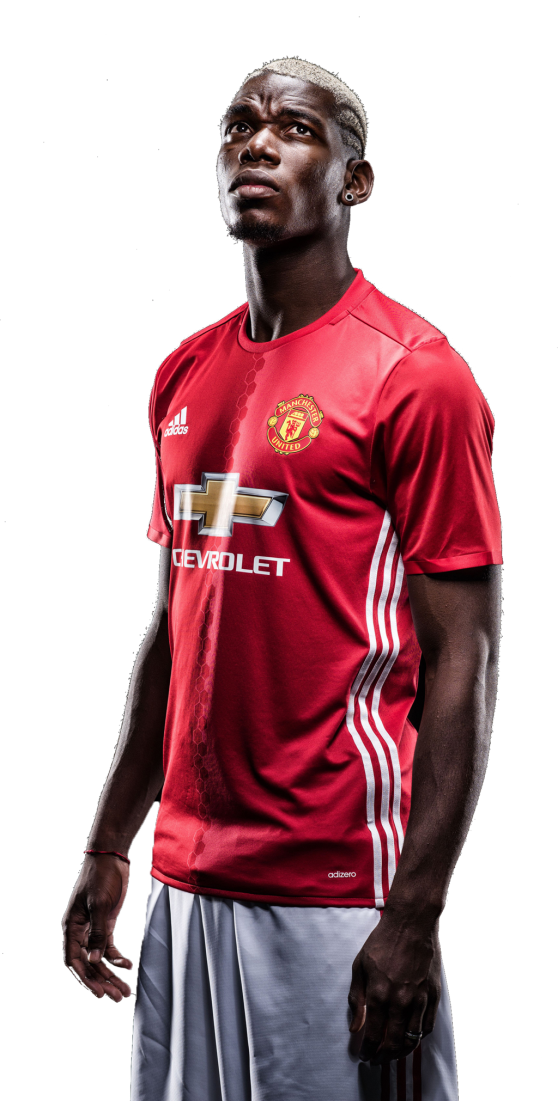 adidas
MANCHESTER
UNITED
CHEVROLET
adizero